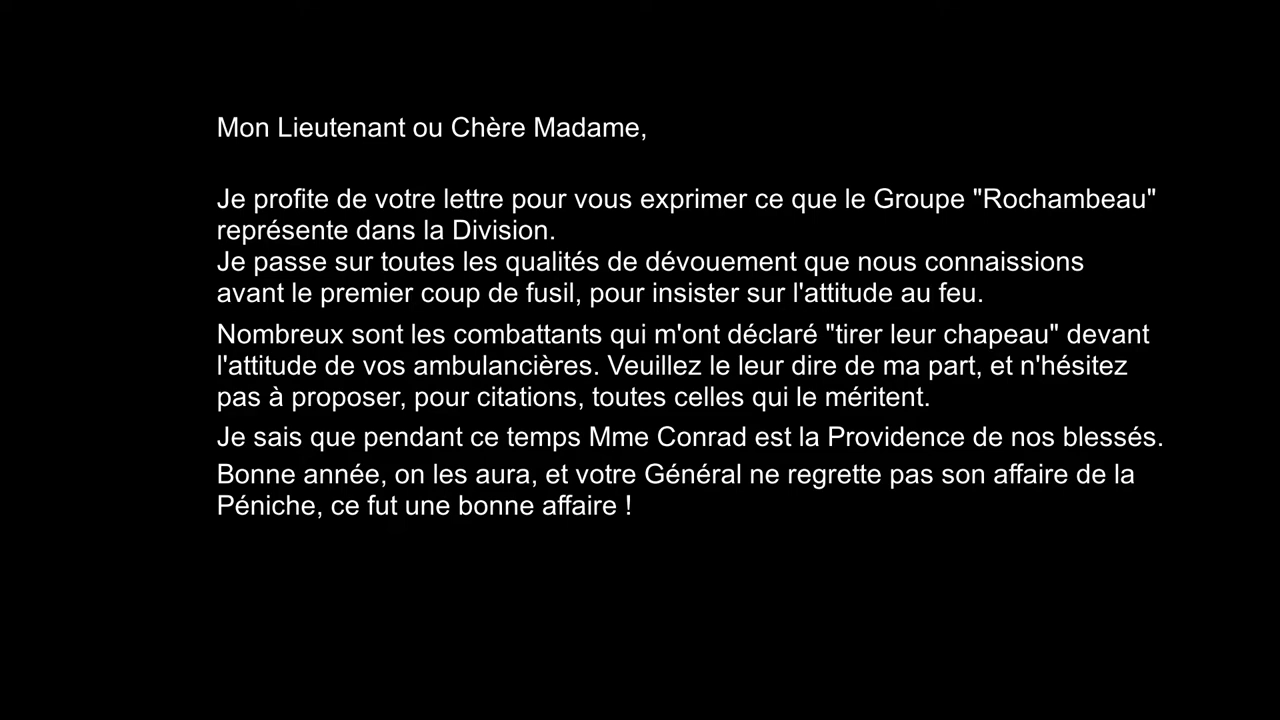 Mon Lieutenant ou Chère Madame,
Je profite de votre lettre pour vous exprimer ce que le Groupe "Rochambeau"
représente dans la Division.
Je passe sur toutes les qualités de dévouement que nous connaissions
avant le premier coup de fusil, pour insister sur l'attitude au feu.
Nombreux sont les combattants qui m'ont déclaré "tirer leur chapeau" devant
l'attitude de vos ambulancières. Veuillez le leur dire de ma part, et n'hésitez
pas à proposer, pour citations, toutes celles qui le méritent.
Je sais que pendant ce temps Mme Conrad est la Providence de nos blessés.
Bonne année, on les aura, et votre Général ne regrette pas son affaire de la
Péniche, ce fut une bonne affaire !